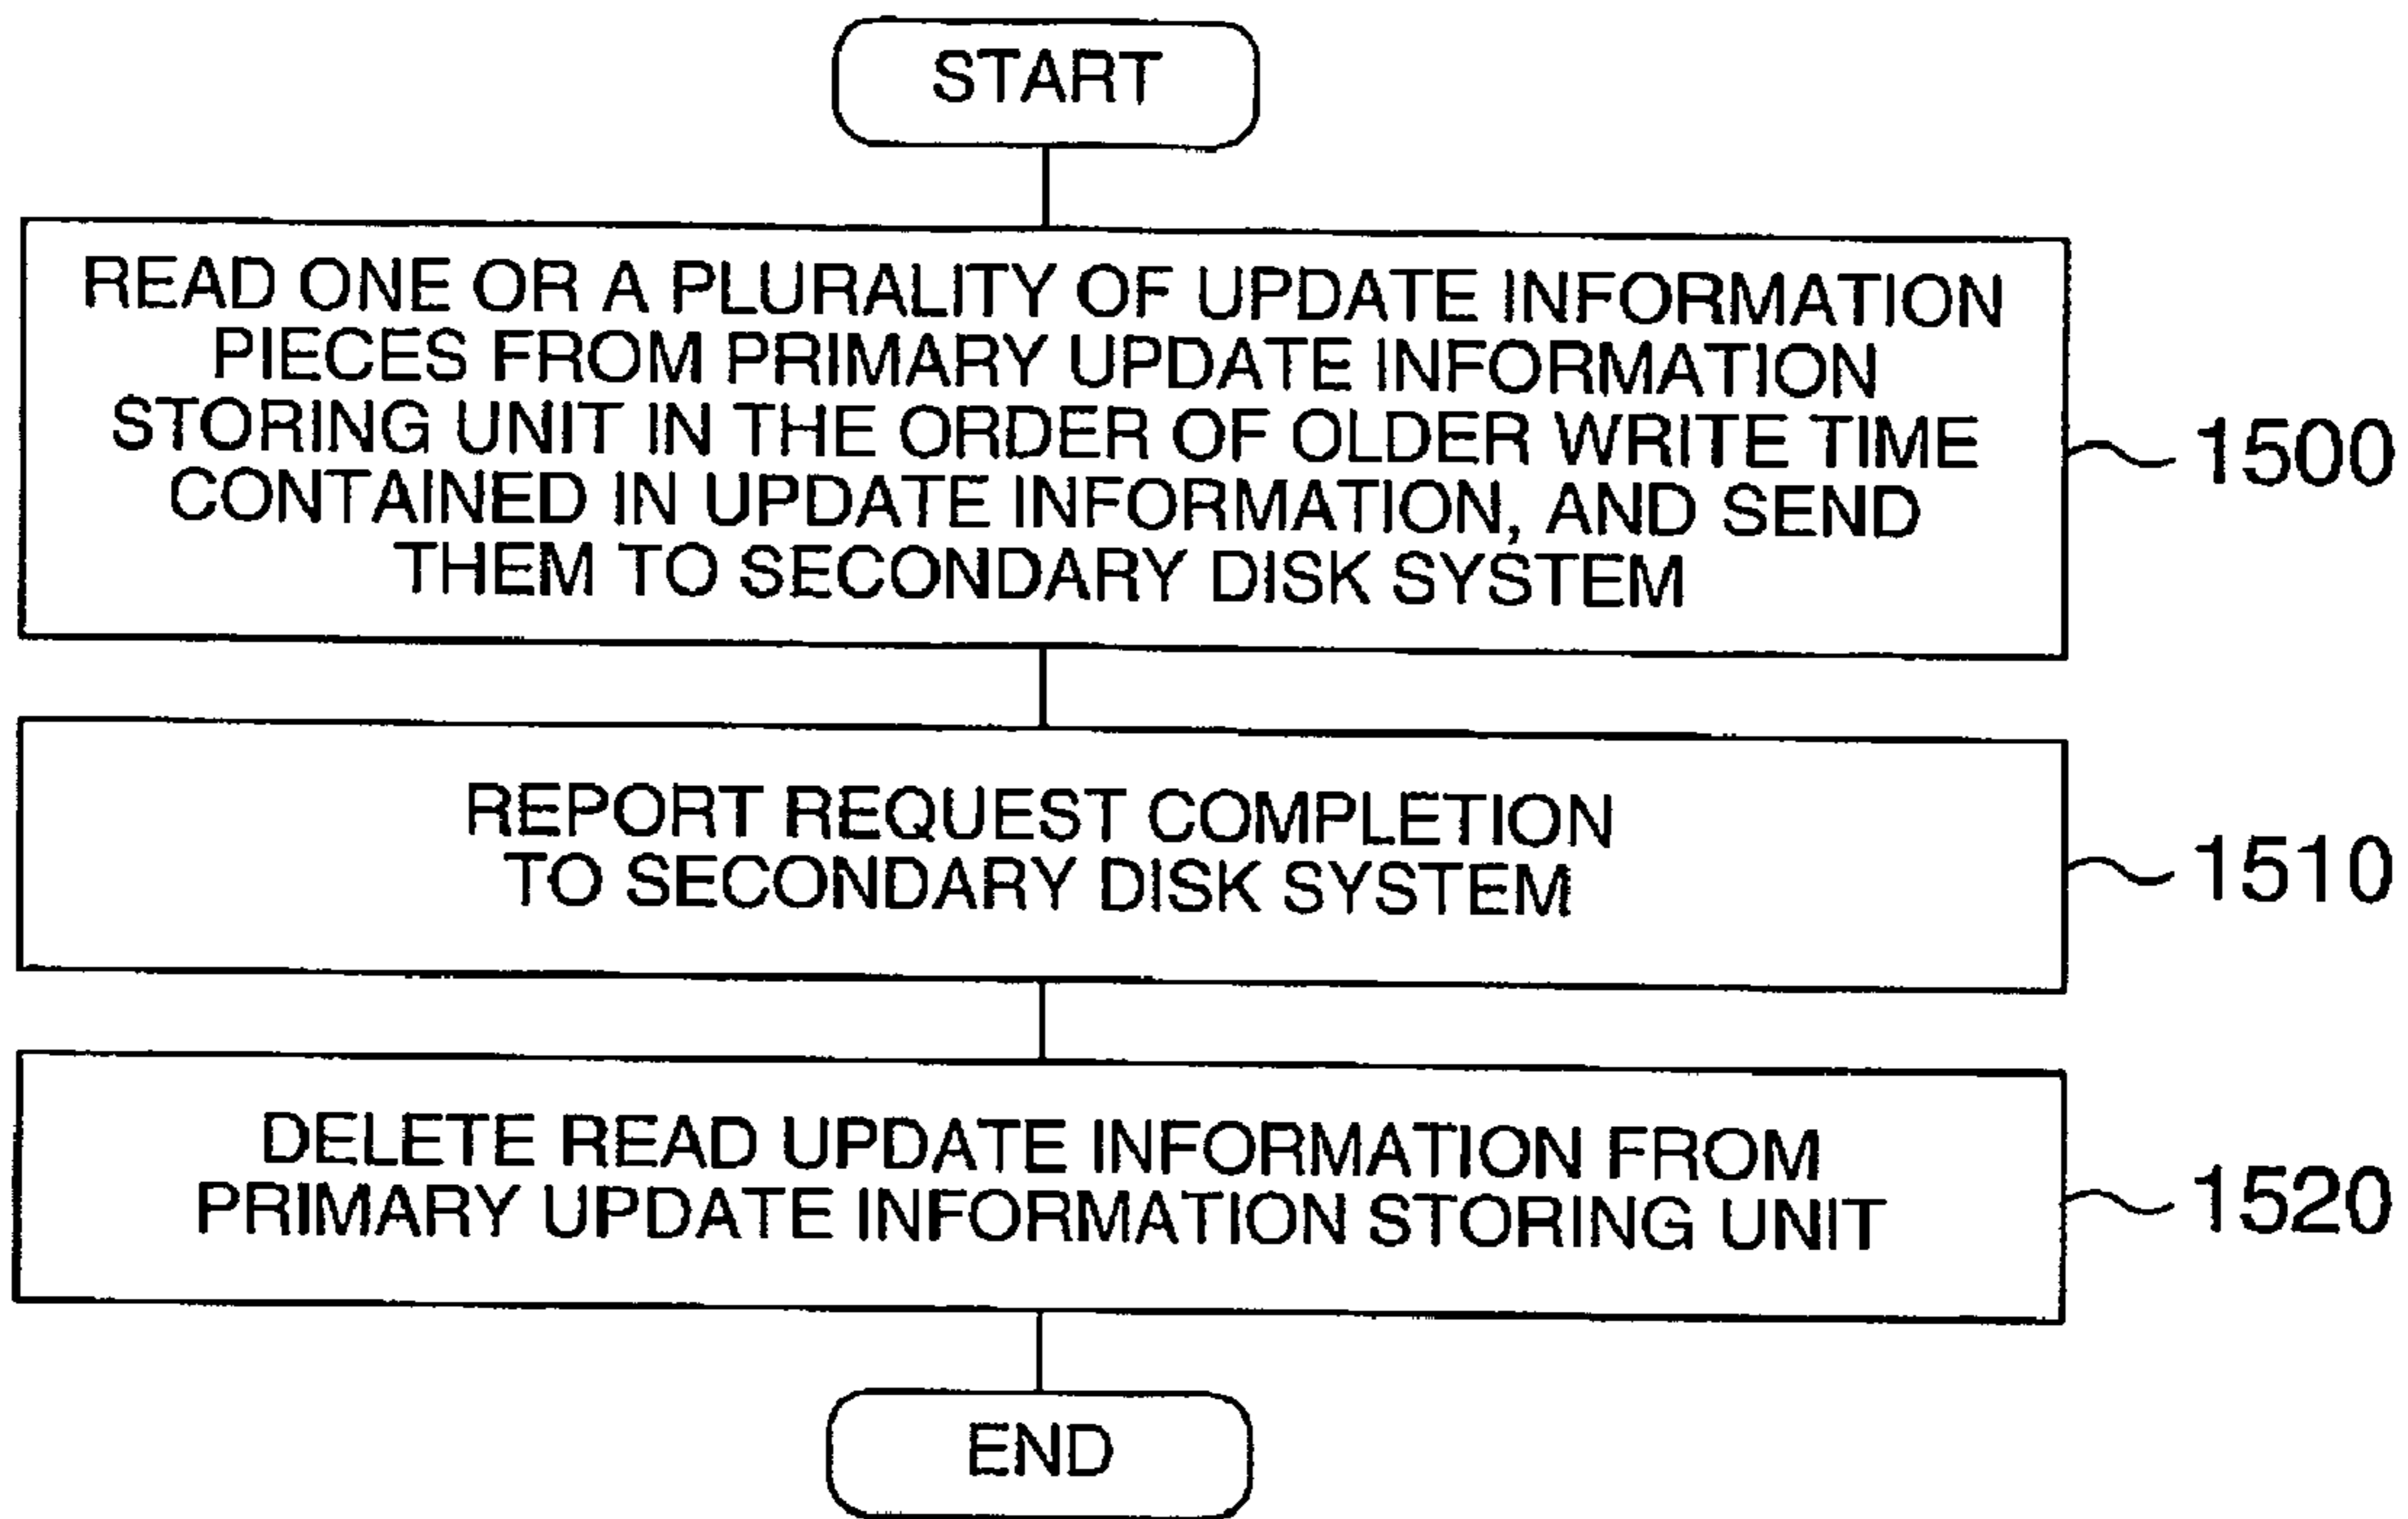 START
READ ONE OR A PLURALITY OF UPDATE INFORMATION
PIECES FROM PRIMARY UPDATE INFORMATION
STORING UNIT IN THE ORDER OF OLDER WRITE TIME
CONTAINED IN UPDATE INFORMATION, AND SEND
THEM TO SECONDARY DISK SYSTEM
1500
REPORT REQUEST COMPLETION
TO SECONDARY DISK SYSTEM
1510
DELETE READ UPDATE INFORMATION FROM
PRIMARY UPDATE INFORMATION STORING UNIT
1520
END